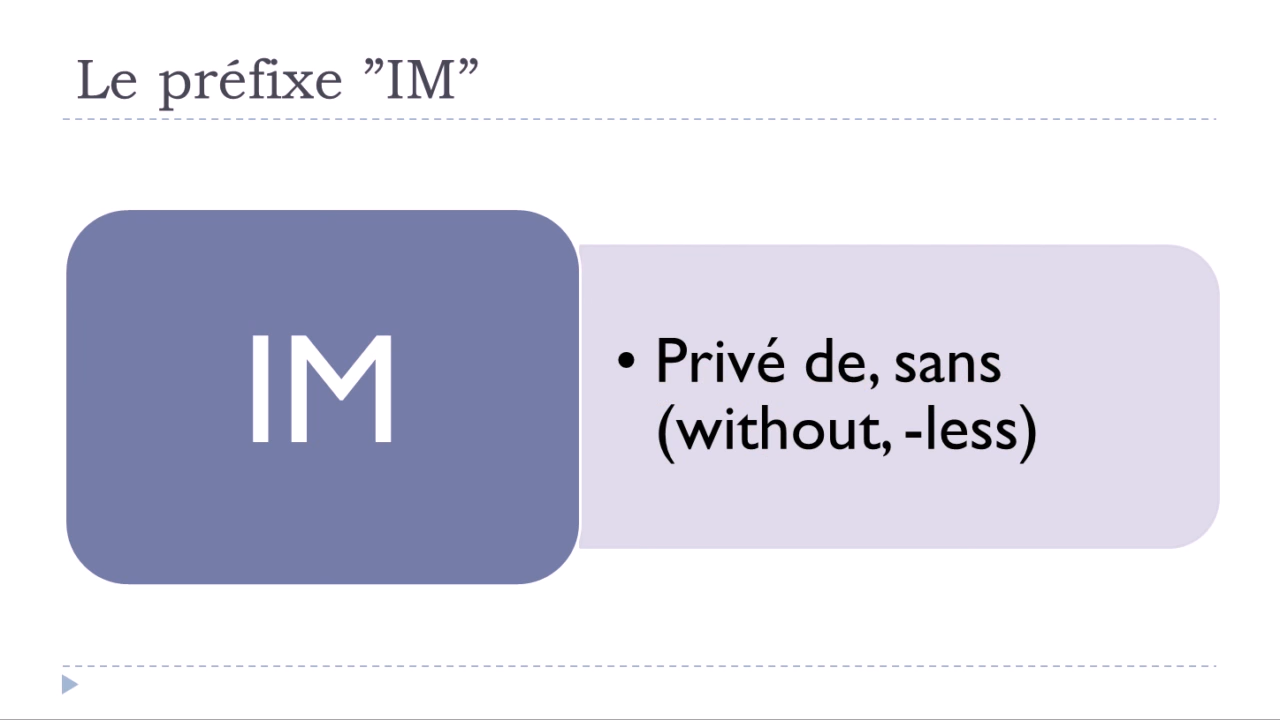 Le préfixe ”IM”
IM
• Privé de, sans
(without, -less)